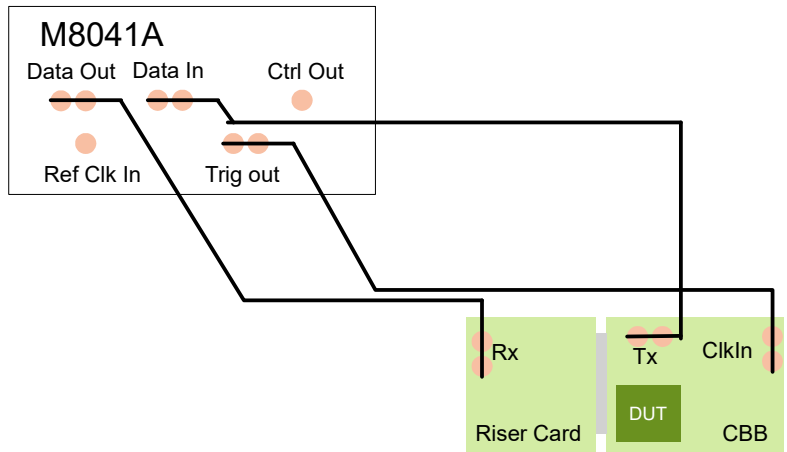 M8041A
Data Out
Data In
Ctrl Out
Ref Clk In
Trig out
Rx
Tx
ClkIn
DUT
Riser Card
CBB